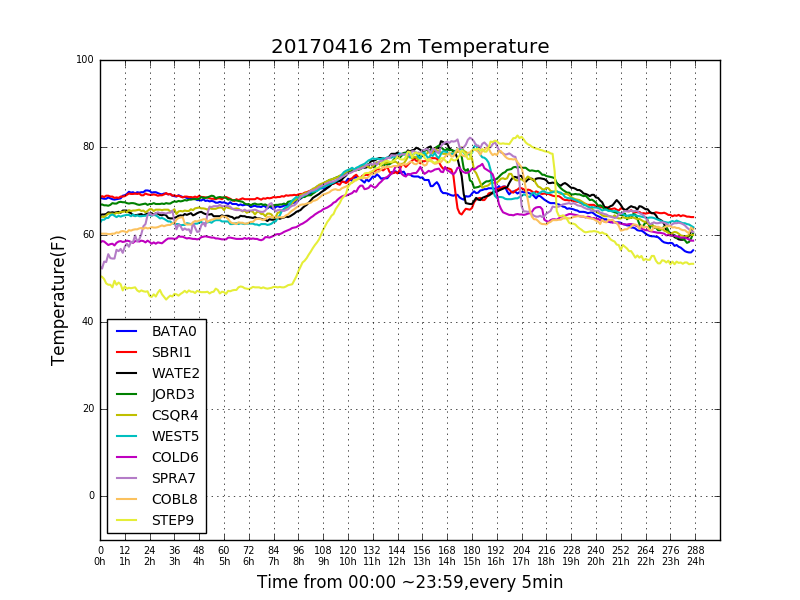 20170416 2m Temperature
100
80
60
40
20
0
Temperature(F)
BATA0
SBRI1
WATE2
JORD3
CSQR4
WEST5
COLD6
SPRA7
COBL8
STEP9
0 12 24 36 48 60 72 84 96 108 120 132 144 156 168 180 192 204 216 228 240 252 264 276 288
0h 1h 2h 3h 4h 5h 6h 7h 8h 9h 10h 11h 12h 13h 14h 15h 16h 17h 18h 19h 20h 21h 22h 23h 24h
Time from 00:00 ~23:59,every 5min